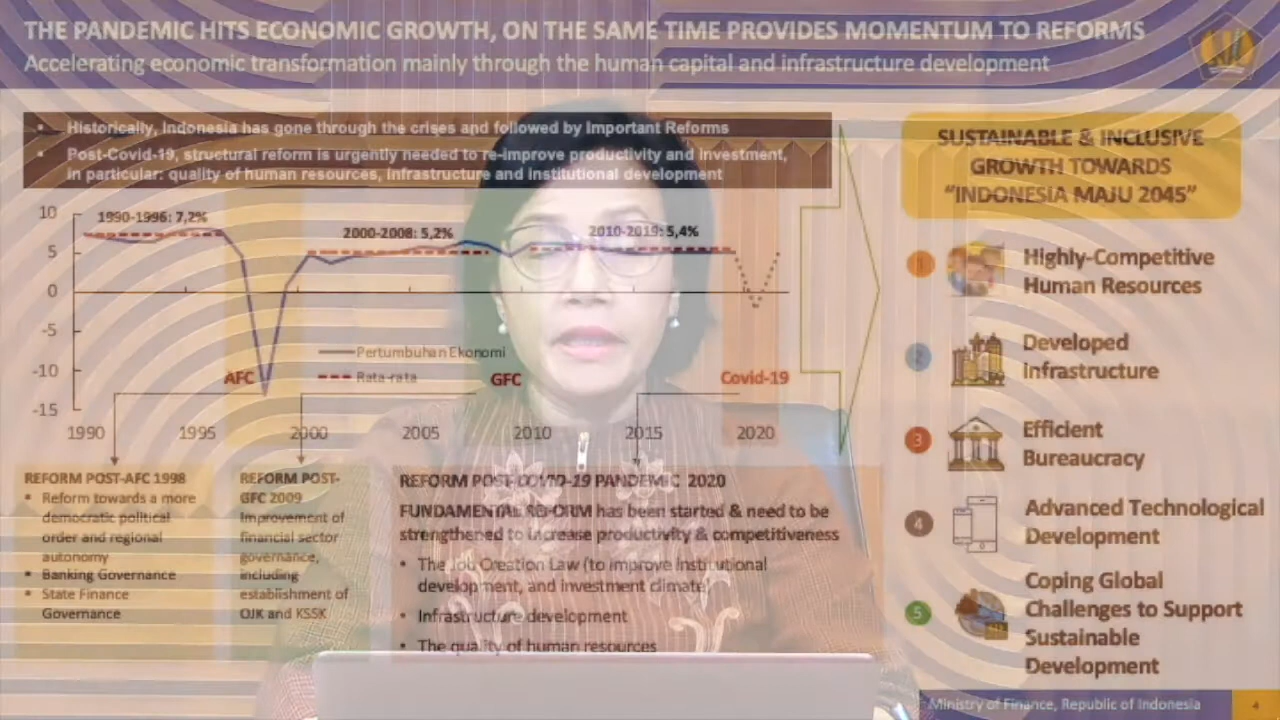 THE PANDEMIC HITS ECONOMIC GROWTH, ON THE SAME TIME PROVIDES MOMENTUM TO REFORMS
Accelerating economic transformation mainly through the human capital and infrastructure development
• Historically, Indonesia has gone through the crises and followed by Important Reforms
• Post-Covid-19, structural reform is urgently needed to re-improve productivity and investment,
in particular: quality of human resources, infrastructure and institutional development
10
5
0
-5
-10
-15
1990-1996: 7,2%
2000-2008: 5,2%
2010-2019: 5,4%
Pertumbuhan Ekonomi
Rata-rata
AFC
GFC
Covid-19
1990 1995 2000 2005 2010 2015 2020
REFORM POST-AFC 1998
• Reform towards a more
democratic political
order and regional
autonomy
• Banking Governance
• State Finance
Governance
REFORM POST-
GFC 2009
Improvement of
financial sector
governance,
including
establishment of
OJK and KSSK
REFORM POST-COVID-19 PANDEMIC 2020
FUNDAMENTAL REFORM has been started & need to be
strengthened to increase productivity & competitiveness
• The Job Creation Law (to improve Institutional
development, and investment climate)
• Infrastructure development
• The quality of human resources
SUSTAINABLE & INCLUSIVE
GROWTH TOWARDS
“INDONESIA MAJU 2045”
1 Highly-Competitive
Human Resources
2 Developed
Infrastructure
3 Efficient
Bureaucracy
4 Advanced Technological
Development
5 Coping Global
Challenges to Support
Sustainable
Development
Ministry of Finance, Republic of Indonesia 4